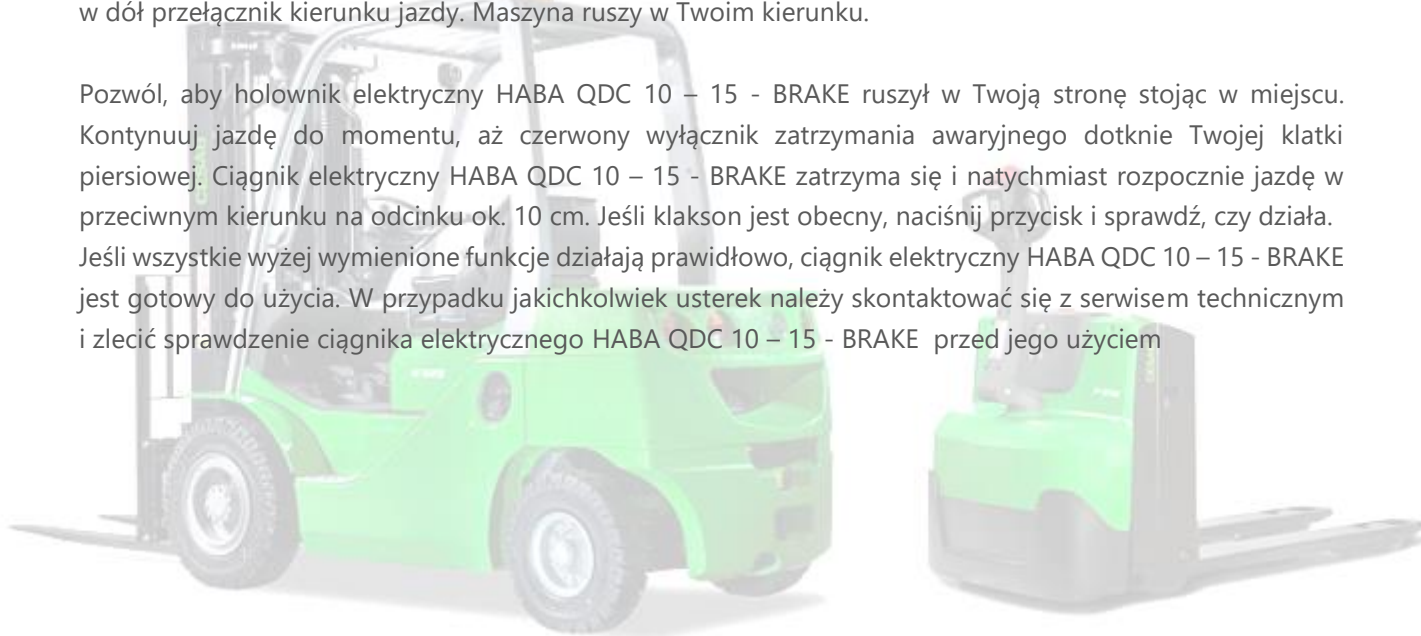 w dół przełącznik kierunku jazdy. Maszyna ruszy w Twoim kierunku.
Pozwól, aby holownik elektryczny HABA QDC 10 – 15 - BRAKE ruszył w Twoją stronę stojąc w miejscu.
Kontynuuj jazdę do momentu, aż czerwony wyłącznik zatrzymania awaryjnego dotknie Twojej klatki
piersiowej. Ciągnik elektryczny HABA QDC 10 – 15 - BRAKE zatrzyma się i natychmiast rozpocznie jazdę w
przeciwnym kierunku na odcinku ok. 10 cm. Jeśli klakson jest obecny, naciśnij przycisk i sprawdź, czy działa.
Jeśli wszystkie wyżej wymienione funkcje działają prawidłowo, ciągnik elektryczny HABA QDC 10 – 15 - BRAKE
jest gotowy do użycia. W przypadku jakichkolwiek usterek należy skontaktować się z serwisem technicznym
i zlecić sprawdzenie ciągnika elektrycznego HABA QDC 10 – 15 - BRAKE przed jego użyciem